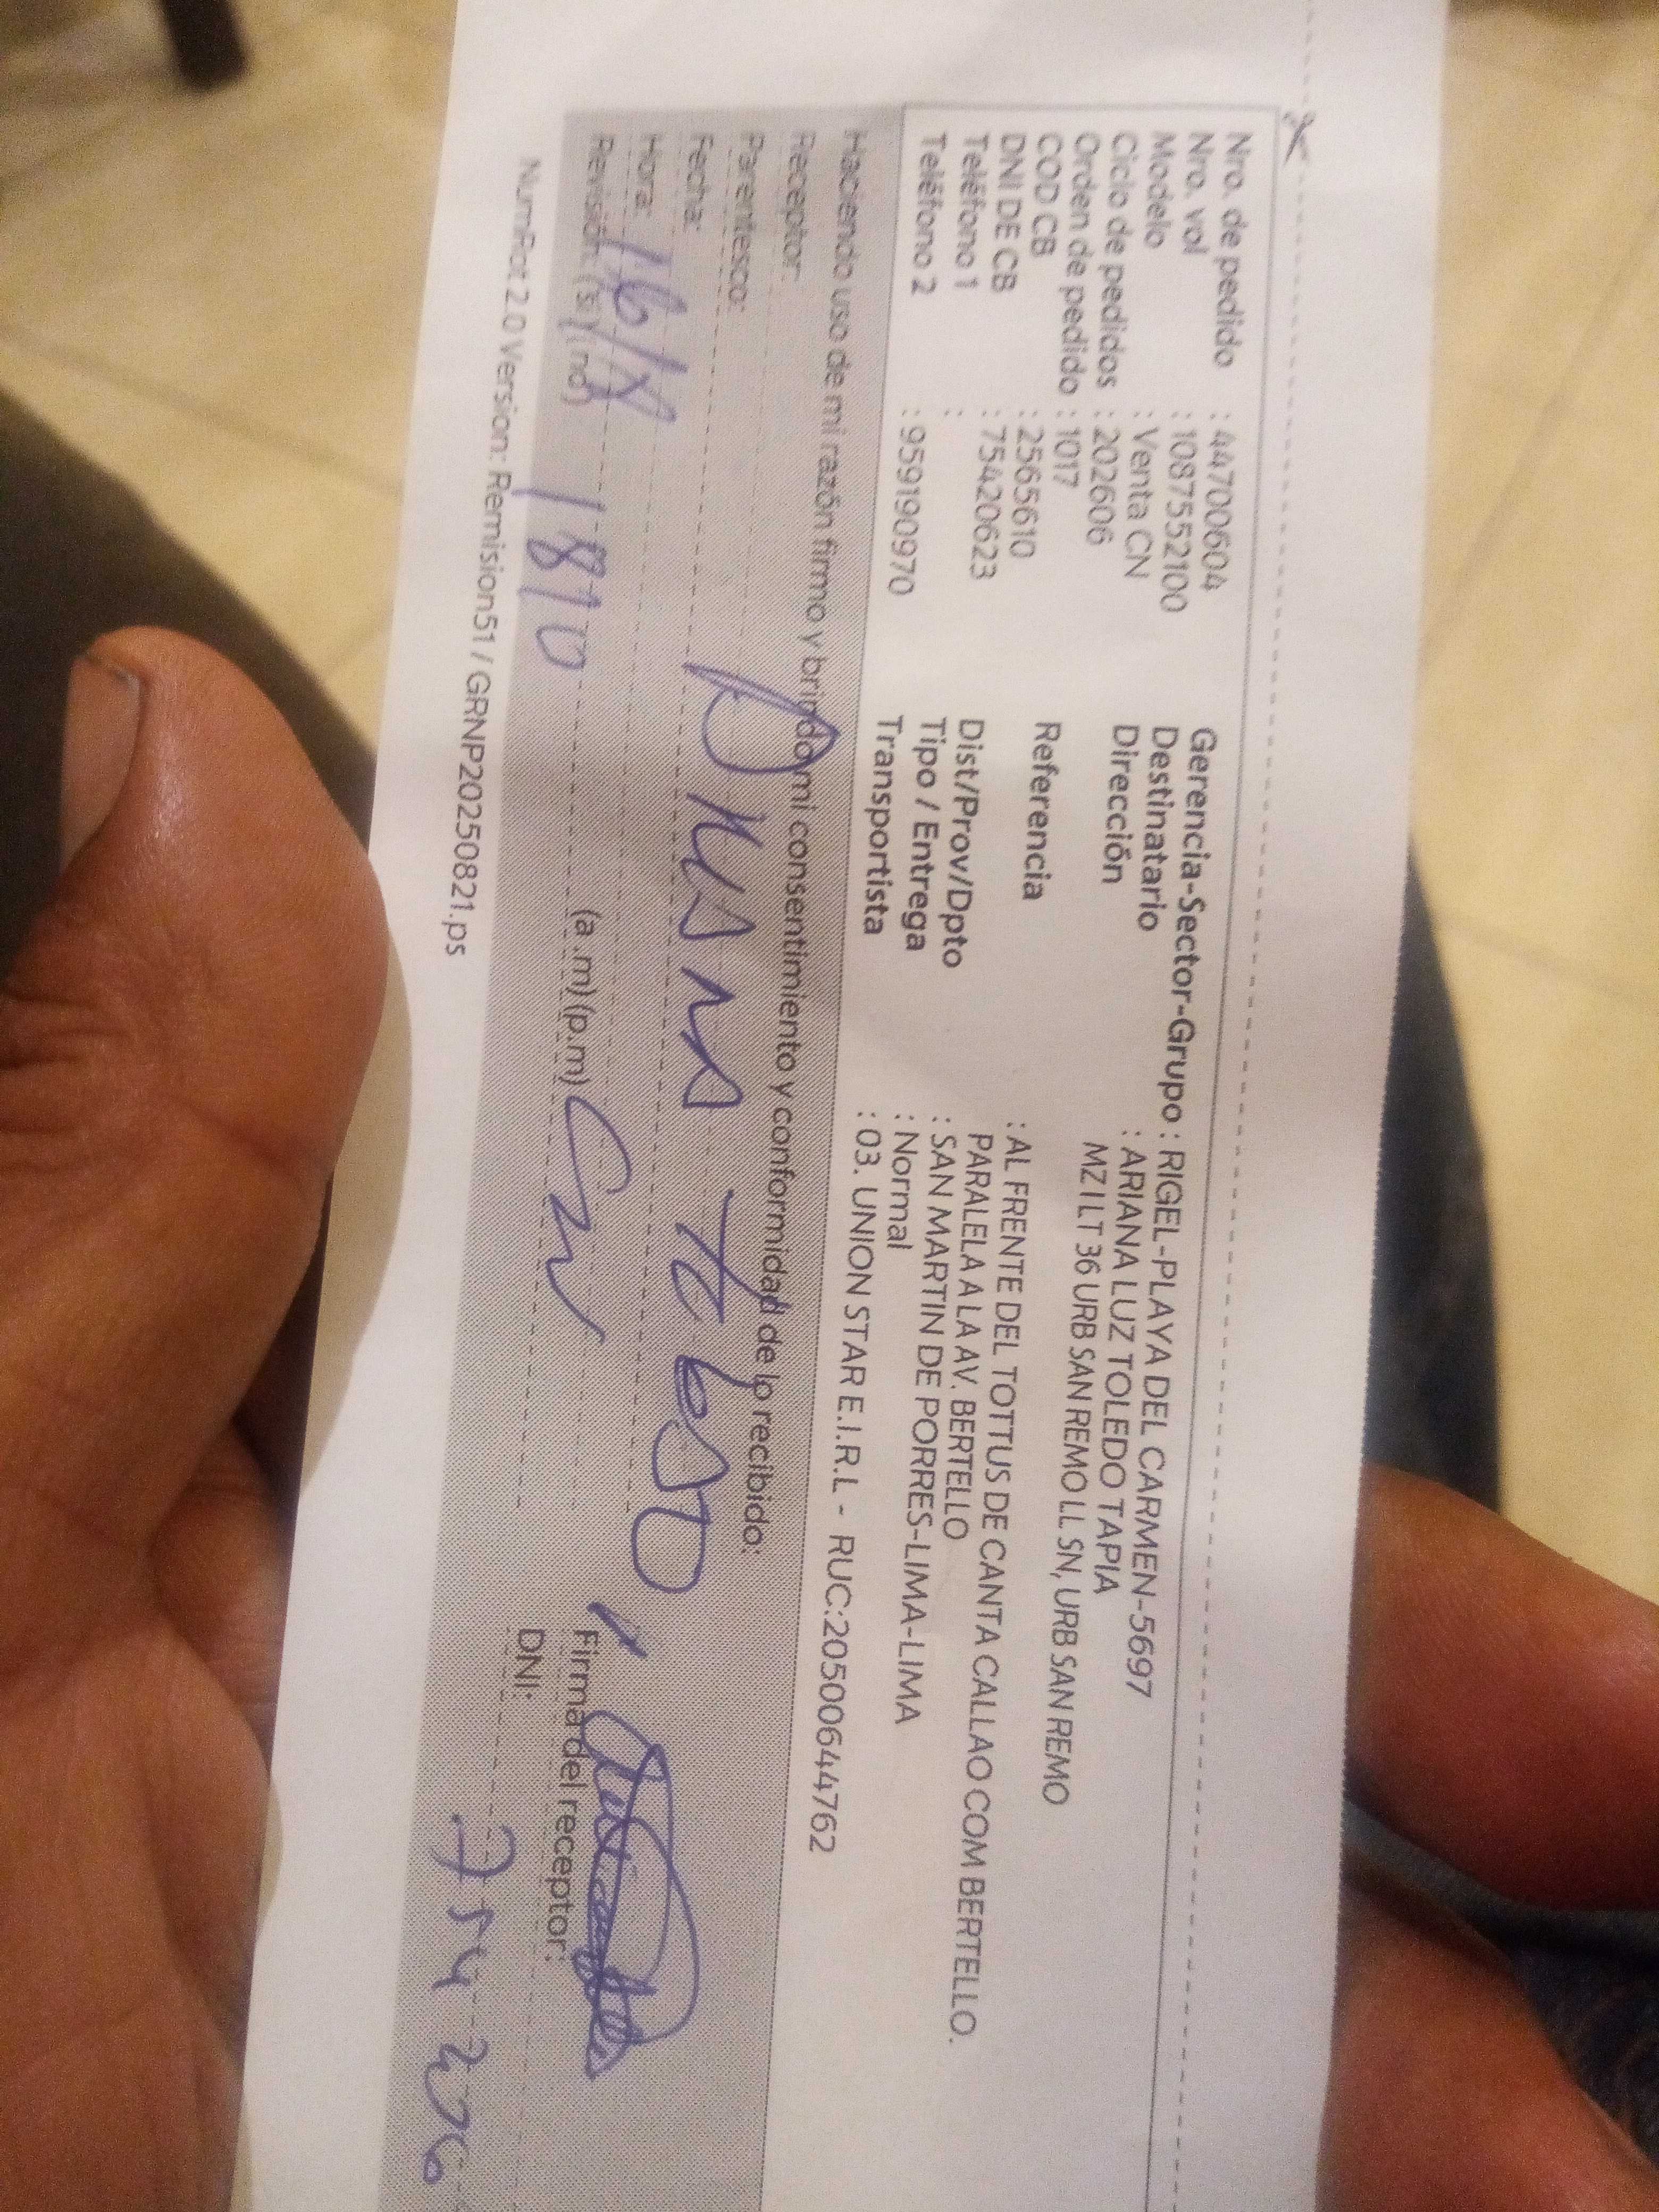 Nro. de pedido : 44700604
Nro. vol : 1087552100
Modelo : Venta CN
Ciclo de pedidos : 202606
Orden de pedido : 1017
COD CB : 2565610
DNI DE CB : 75420623
Teléfono 1 :
Teléfono 2 : 959190970
Gerencia-Sector-Grupo : RIGEL-PLAYA DEL CARMEN-5697
Destinatario : ARIANA LUZ TOLEDO TAPIA
Dirección MZ I LT 36 URB SAN REMO LL SN, URB SAN REMO
Referencia : AL FRENTE DEL TOTTUS DE CANTA CALLAO COM BERTELLO.
PARALELA A LA AV. BERTELLO
Dist/Prov/Dpto : SAN MARTIN DE PORRES-LIMA-LIMA
Tipo / Entrega : Normal
Transportista : 03. UNION STAR E.I.R.L - RUC:20500644762
Haciendo uso de mi razón firmo y brindo mi consentimiento y conformidad de lo recibido:
Receptor:
Parentesco:
Fecha:
Hora: (a .m) (p.m)
Revisión: (si) (no)
1810
Firma del receptor:
DNI:
NumPot 2.0 Version: Remision51 / GRNP20250821.ps